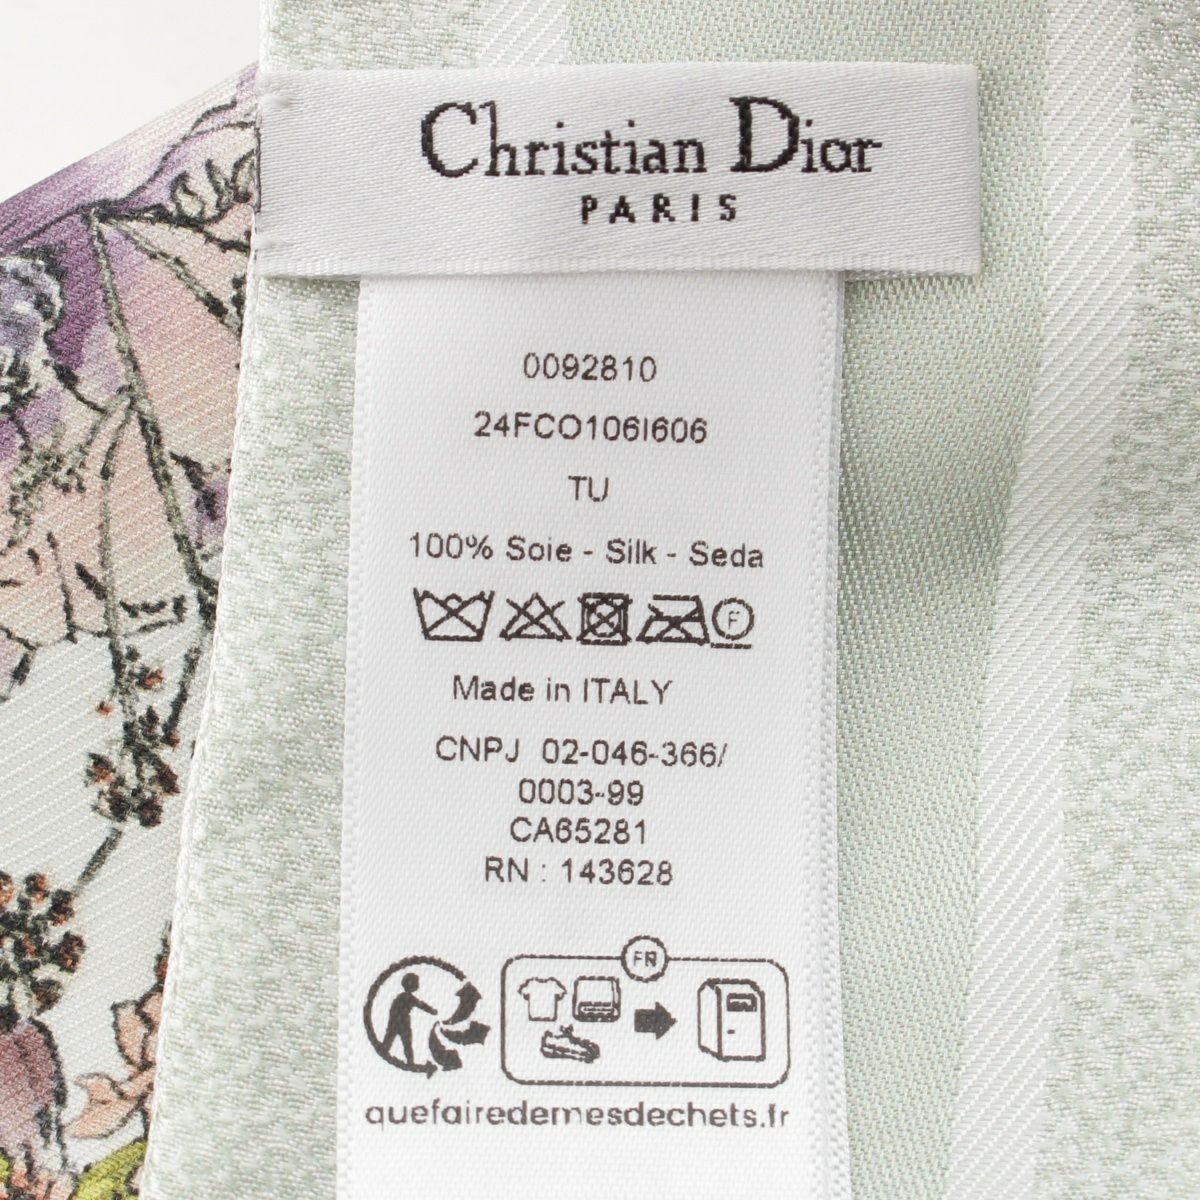 Christian Dior
PARIS
0092810
24FCO106I606
TU
100% Soie - Silk - Seda
F
Made in ITALY
CNPJ 02-046-366/
0003-99
CA65281
RN : 143628
FR
quefairedemesdechets.fr